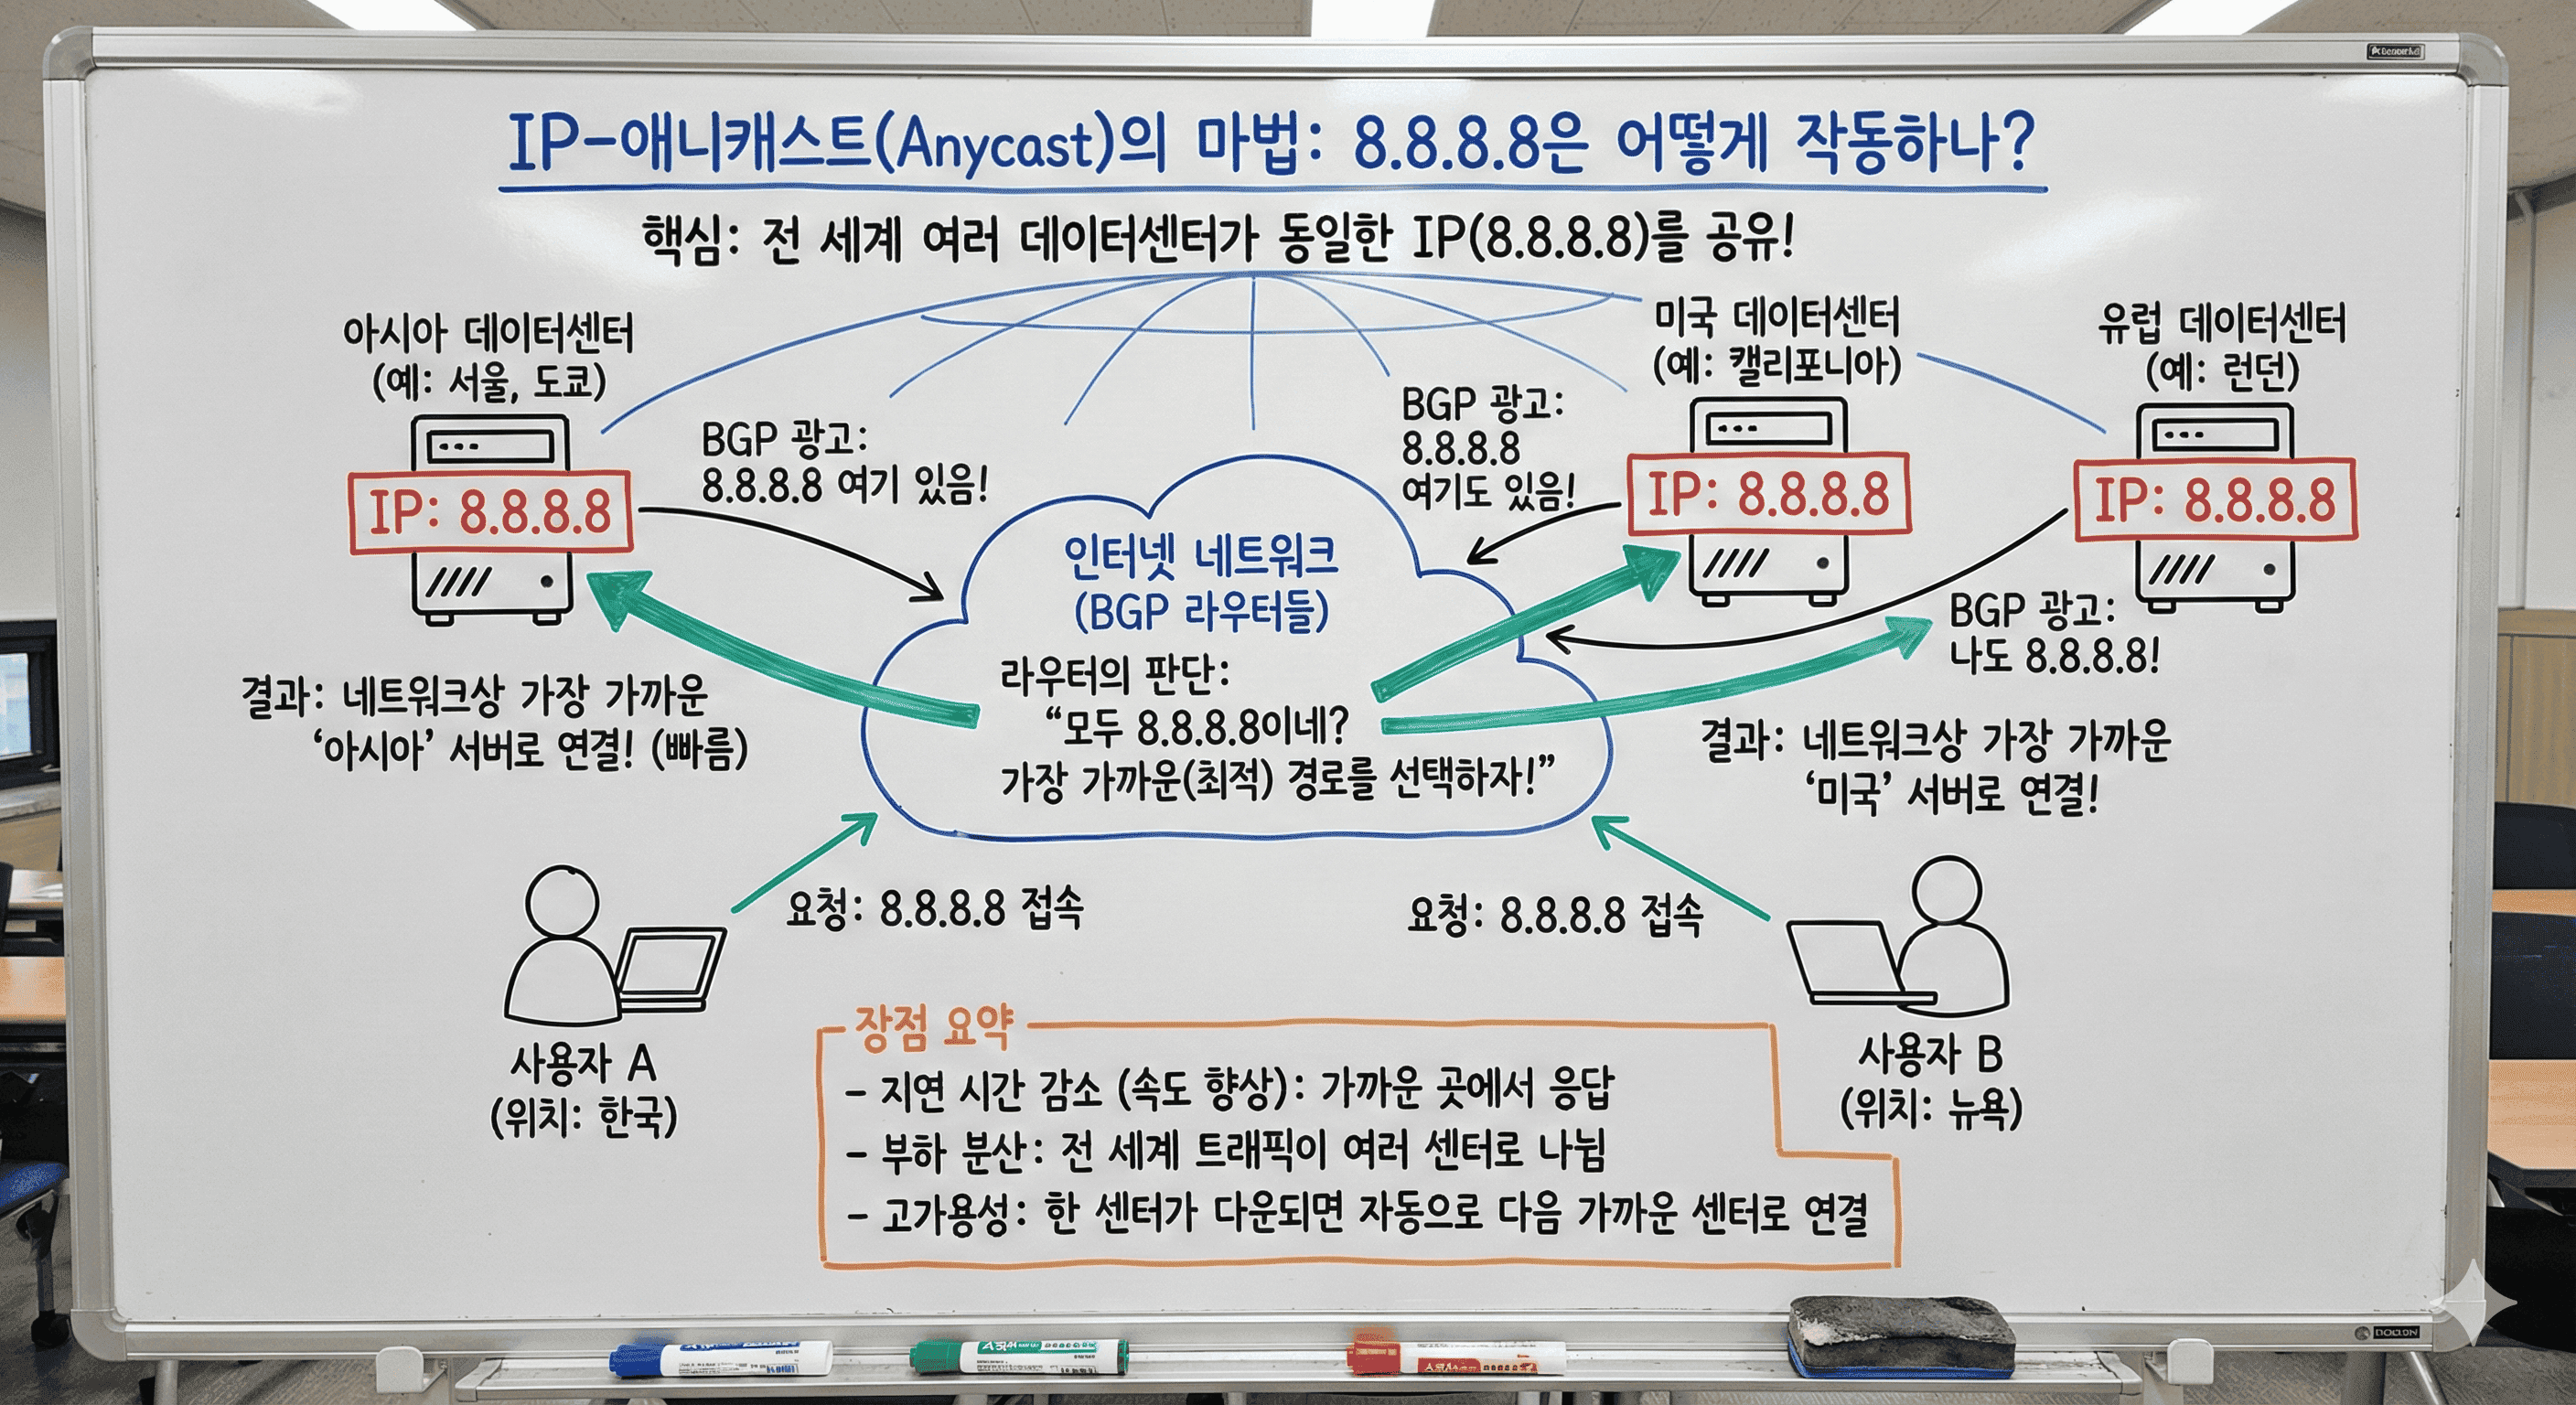 IP-애니캐스트(Anycast)의 마법: 8.8.8.8은 어떻게 작동하나?
핵심: 전 세계 여러 데이터센터가 동일한 IP(8.8.8.8)를 공유!
아시아 데이터센터
(예: 서울, 도쿄)
IP: 8.8.8.8
BGP 광고:
8.8.8.8 여기 있음!
BGP 광고:
8.8.8.8
여기도 있음!
미국 데이터센터
(예: 캘리포니아)
IP: 8.8.8.8
유럽 데이터센터
(예: 런던)
IP: 8.8.8.8
BGP 광고:
나도 8.8.8.8!
인터넷 네트워크
(BGP 라우터들)
라우터의 판단:
“모두 8.8.8.8이네?
가장 가까운(최적) 경로를 선택하자!”
결과: 네트워크상 가장 가까운
‘아시아’ 서버로 연결! (빠름)
결과: 네트워크상 가장 가까운
‘미국’ 서버로 연결!
요청: 8.8.8.8 접속
요청: 8.8.8.8 접속
사용자 A
(위치: 한국)
사용자 B
(위치: 뉴욕)
장점 요약
- 지연 시간 감소 (속도 향상): 가까운 곳에서 응답
- 부하 분산: 전 세계 트래픽이 여러 센터로 나뉨
- 고가용성: 한 센터가 다운되면 자동으로 다음 가까운 센터로 연결